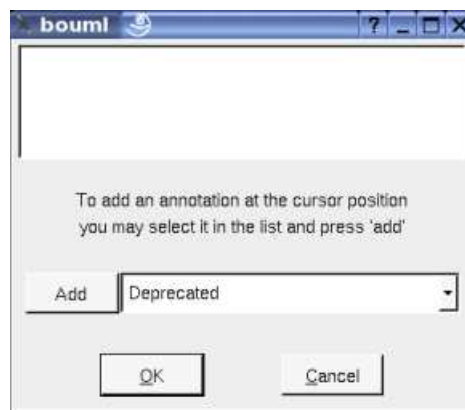 bouml
To add an annotation at the cursor position
you may select it in the list and press 'add'
Add
Deprecated
OK
Cancel